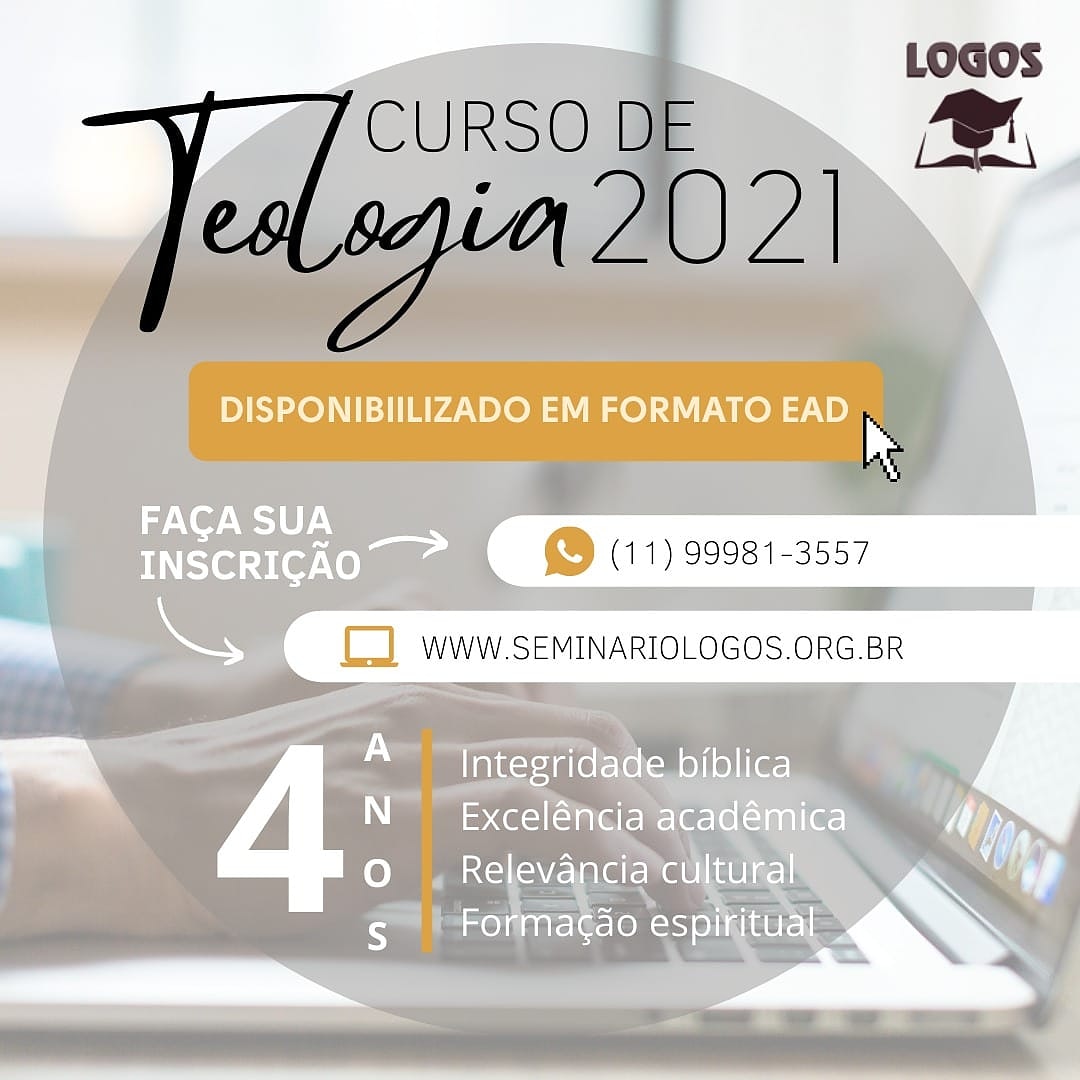 LOGOS
CURSO DE
Teologia 2021
DISPONIBIILIZADO EM FORMATO EAD
FAÇA SUA
INSCRIÇÃO
(11) 99981-3557
WWW.SEMINARIOLOGOS.ORG.BR
4 ANOS
Integridade bíblica
Excelência acadêmica
Relevância cultural
Formação espiritual